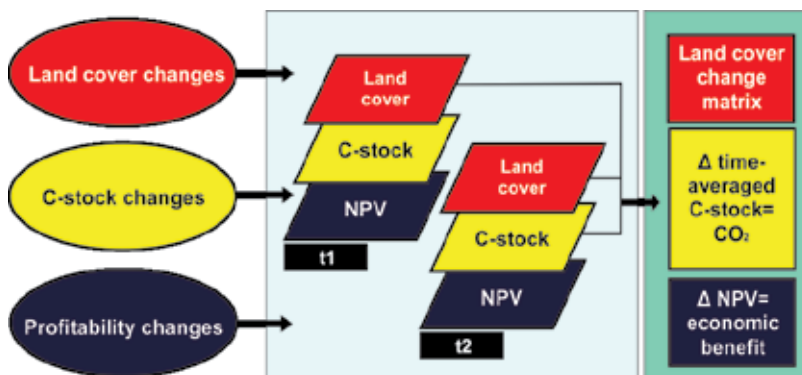 Land cover changes
C-stock changes
Profitability changes
Land
cover
C-stock
NPV
t1
Land
cover
C-stock
NPV
t2
Land cover
change
matrix
Δ time-
averaged
C-stock=
CO₂
Δ NPV=
economic
benefit